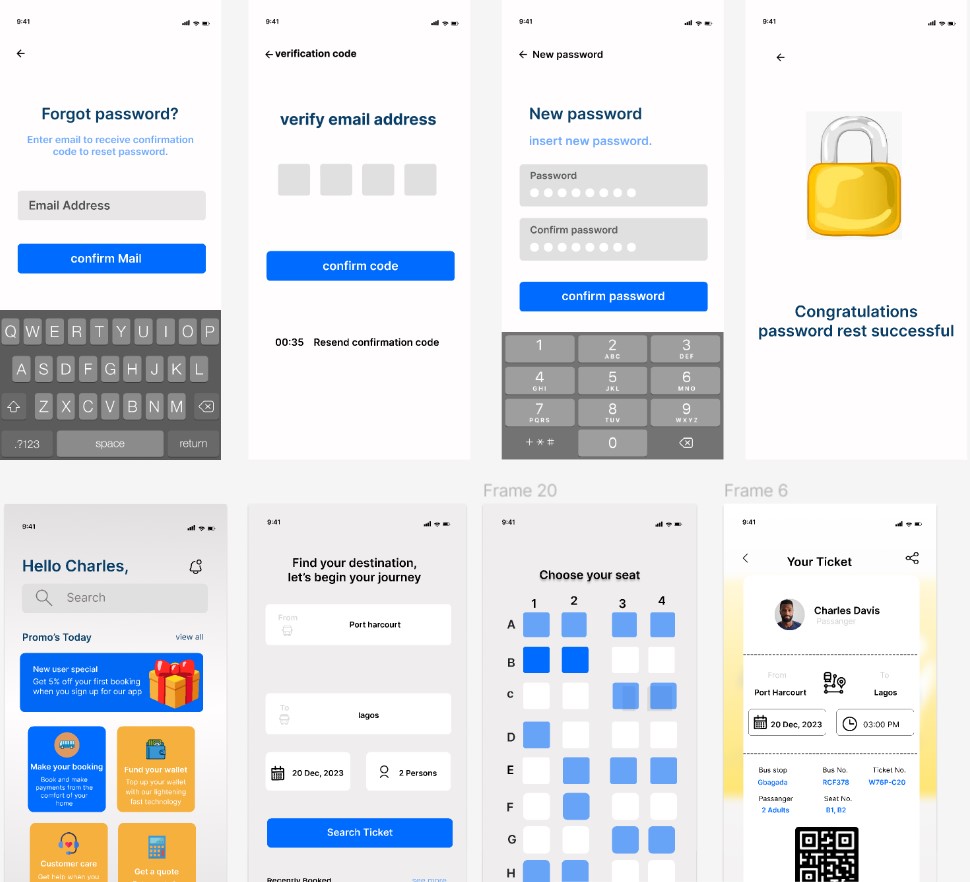 9:41
Forgot password?
Enter email to receive confirmation
code to reset password.
Email Address
confirm Mail
Q W E R T Y U I O P
A S D F G H J K L
Z X C V B N M
.?123 space return
9:41
verification code
verify email address
confirm code
00:35 Resend confirmation code
9:41
New password
New password
insert new password.
Password
Confirm password
confirm password
1 2 3
ABC DEF
4 5 6
GHI JKL MNO
7 8 9
PQRS TUV WXYZ
+ * # 0
9:41
Congratulations
password rest successful
9:41
Hello Charles,
Search
Promo's Today view all
New user special
Get 5% off your first booking
when you sign up for our app
Make your booking
Book and make
payments from the
comfort of your
home
Fund your wallet
Top up your wallet
with our lightening
fast technology
Customer care
Get help when you
Get a quote
9:41
Find your destination,
let's begin your journey
From
Port harcourt
To
lagos
20 Dec, 2023 2 Persons
Search Ticket
Recently Booked see more
Frame 20
9:41
Choose your seat
1 2 3 4
A
B
C
D
E
F
G
H
Frame 6
9:41
Your Ticket
Charles Davis
Passanger
From To
Port Harcourt Lagos
20 Dec, 2023 03:00 PM
Bus stop Bus No. Ticket No.
Gbagada RCF378 W78P-C20
Passanger Seat No.
2 Adults B1, B2